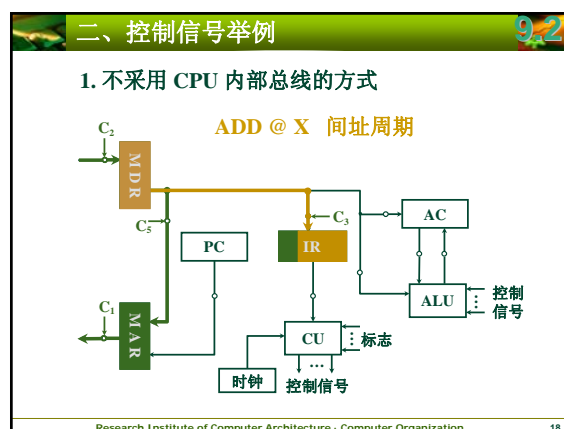 二、控制信号举例
9.2
1. 不采用 CPU 内部总线的方式
ADD @ X 间址周期
C2
MDR
C5
C3
AC
PC
IR
C1
MAR
CU
ALU
控制
信号
标志
时钟
控制信号
Research Institute of Computer Architecture · Computer Organization
18